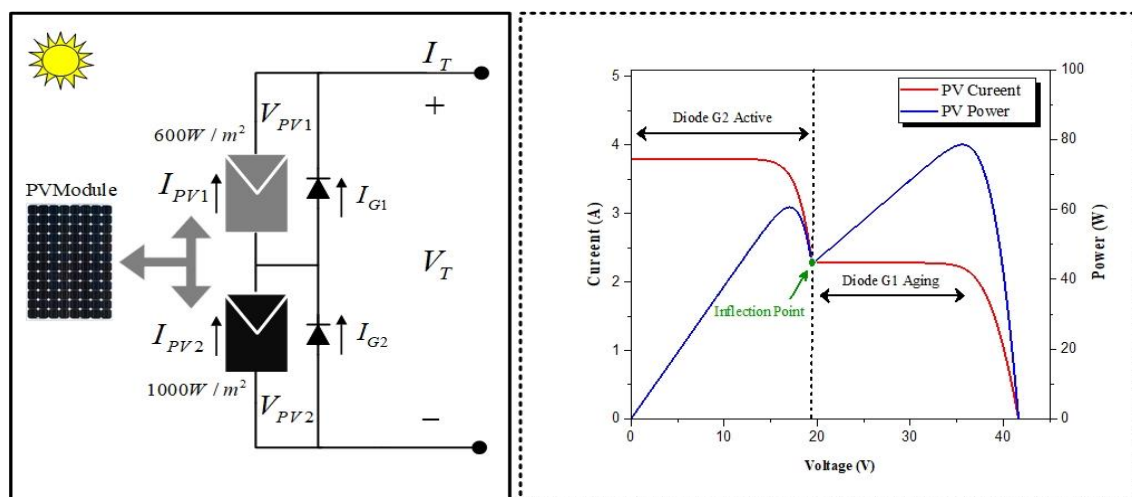 I_T
+
V_PV1
600W / m²
PVModule
I_PV1
I_G1
V_T
I_PV2
I_G2
1000W / m²
V_PV2
−
PV Cureent
PV Power
Diode G2 Active
Diode G1 Aging
Inflection Point
Cureent (A)
5
4
3
2
1
0
Power (W)
100
80
60
40
20
0
0
10
20
30
40
Voltage (V)